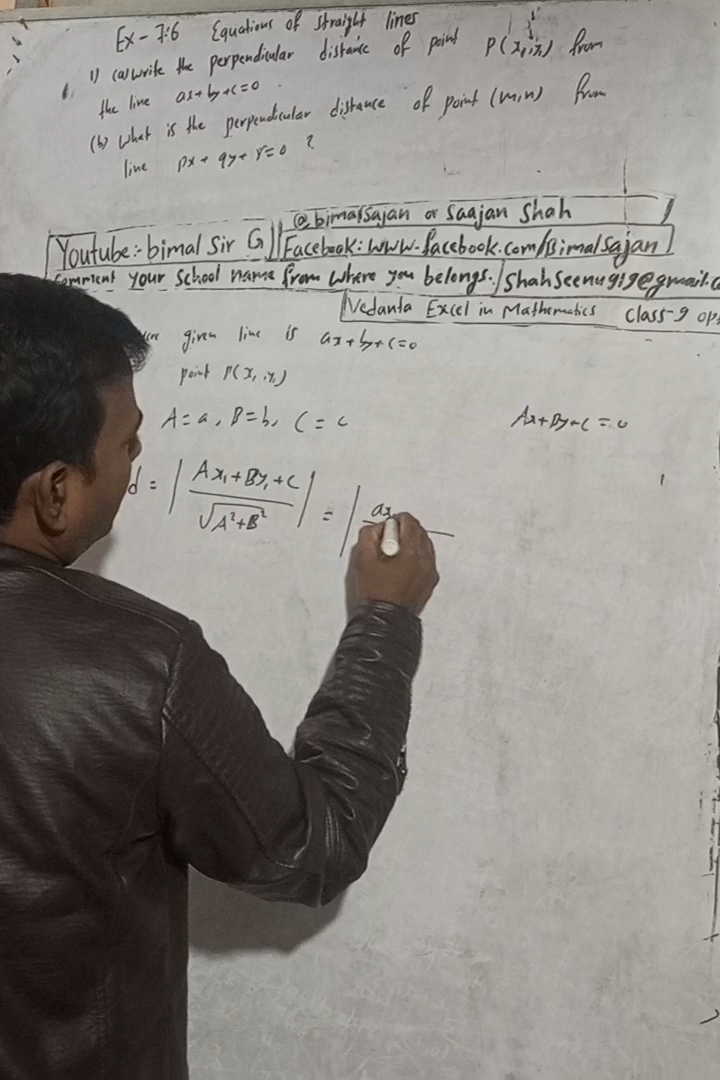 Ex - 7.6 Equations of straight lines
1) (a) write the perpendicular distance of point P(x₁,y₁) from
the line ax+by+c=0.
(b) What is the perpendicular distance of point (m,n) from
line px + qy + r = 0 ?
@bimalsajan or Saajan Shah
Youtube:- bimal Sir G
Facebook: www.facebook.com/Bimalsajan
Comment your School name from where you belongs.
Vedanta Excel in Mathematics Class-9
given line is ax+by+c=0
point P(x₁,y₁)
A=a, B=b, C=c
Ax+By+C=0
d = | Ax₁+By₁+C / √A²+B² | = | ax